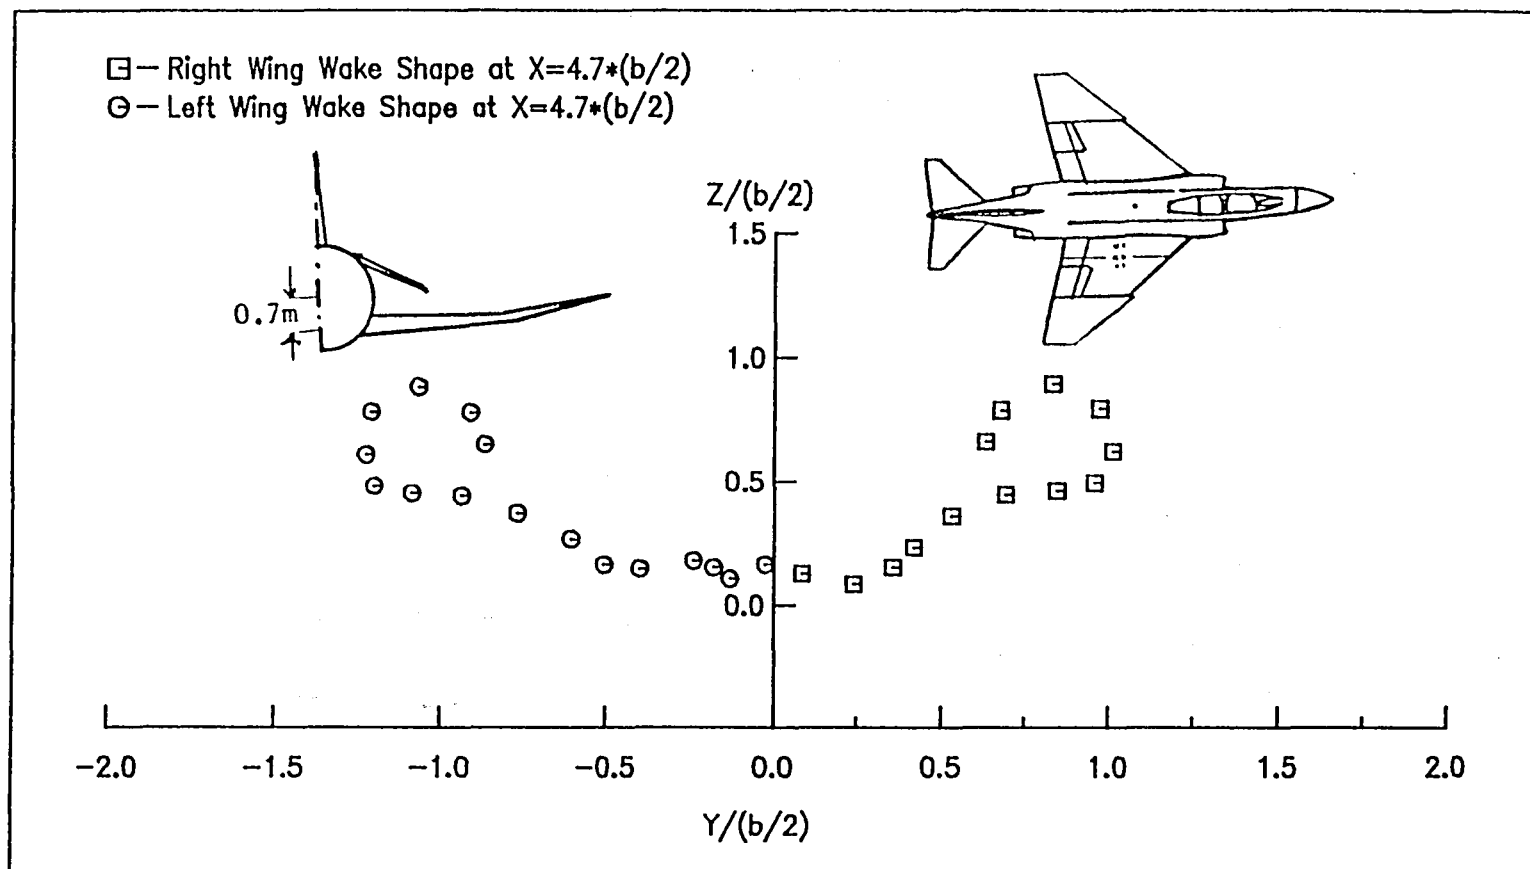 Right Wing Wake Shape at X=4.7*(b/2)
Left Wing Wake Shape at X=4.7*(b/2)
Z/(b/2)
1.5
0.7m
1.0
0.5
0.0
-2.0 -1.5 -1.0 -0.5 0.0 0.5 1.0 1.5 2.0
Y/(b/2)